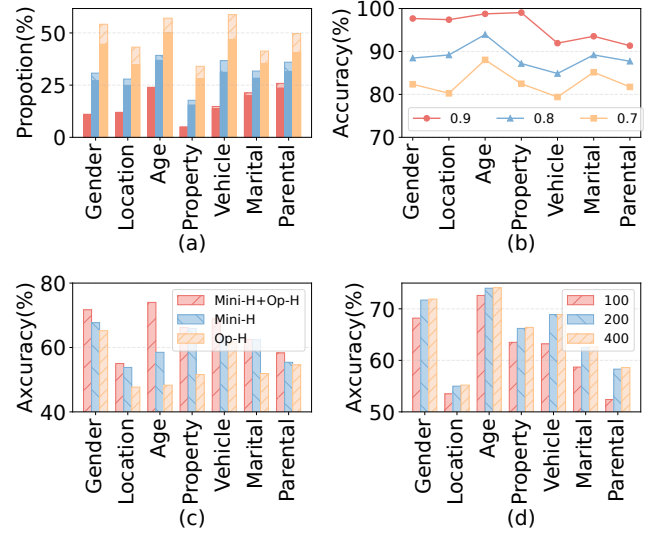 Propotion(%)
50
25
0
Gender
Location
Age
Property
Vehicle
Marital
Parental
(a)
Accuracy(%)
100
90
80
70
0.9
0.8
0.7
Gender
Location
Age
Property
Vehicle
Marital
Parental
(b)
Axcuracy(%)
80
60
40
Mini-H+Op-H
Mini-H
Op-H
Gender
Location
Age
Property
Vehicle
Marital
Parental
(c)
Axcuracy(%)
70
60
50
100
200
400
Gender
Location
Age
Property
Vehicle
Marital
Parental
(d)